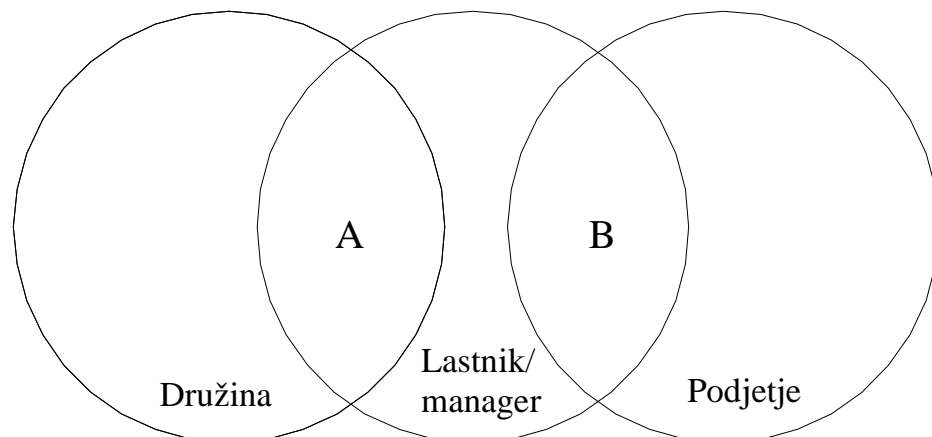 A
B
Družina
Lastnik/
manager
Podjetje